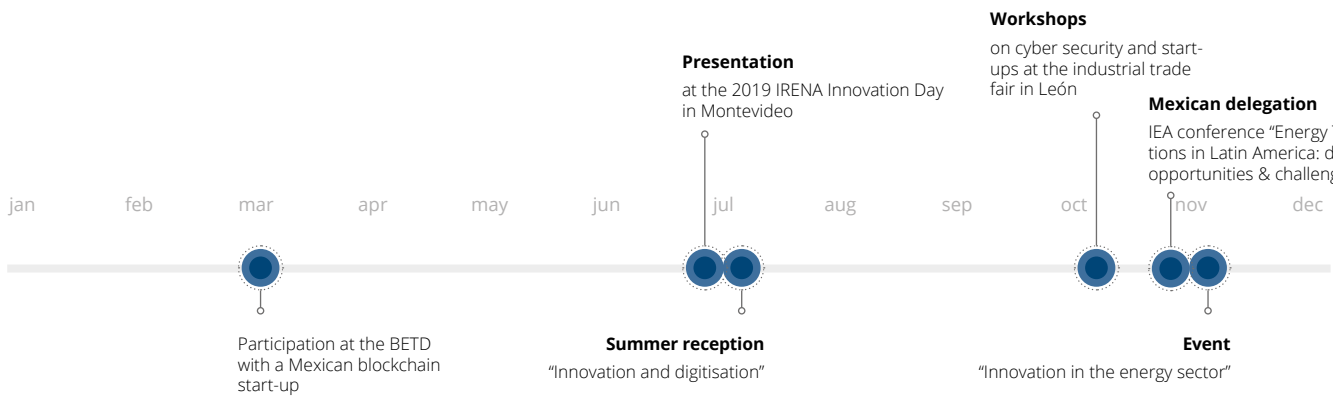 Workshops
on cyber security and start-
ups at the industrial trade
fair in León
Presentation
at the 2019 IRENA Innovation Day
in Montevideo
Mexican delegation
IEA conference “Energy
tions in Latin America:
opportunities &
jan feb mar apr may jun jul aug sep oct nov dec
Participation at the BETD
with a Mexican blockchain
start-up
Summer reception
“Innovation and digitisation”
Event
“Innovation in the energy sector”